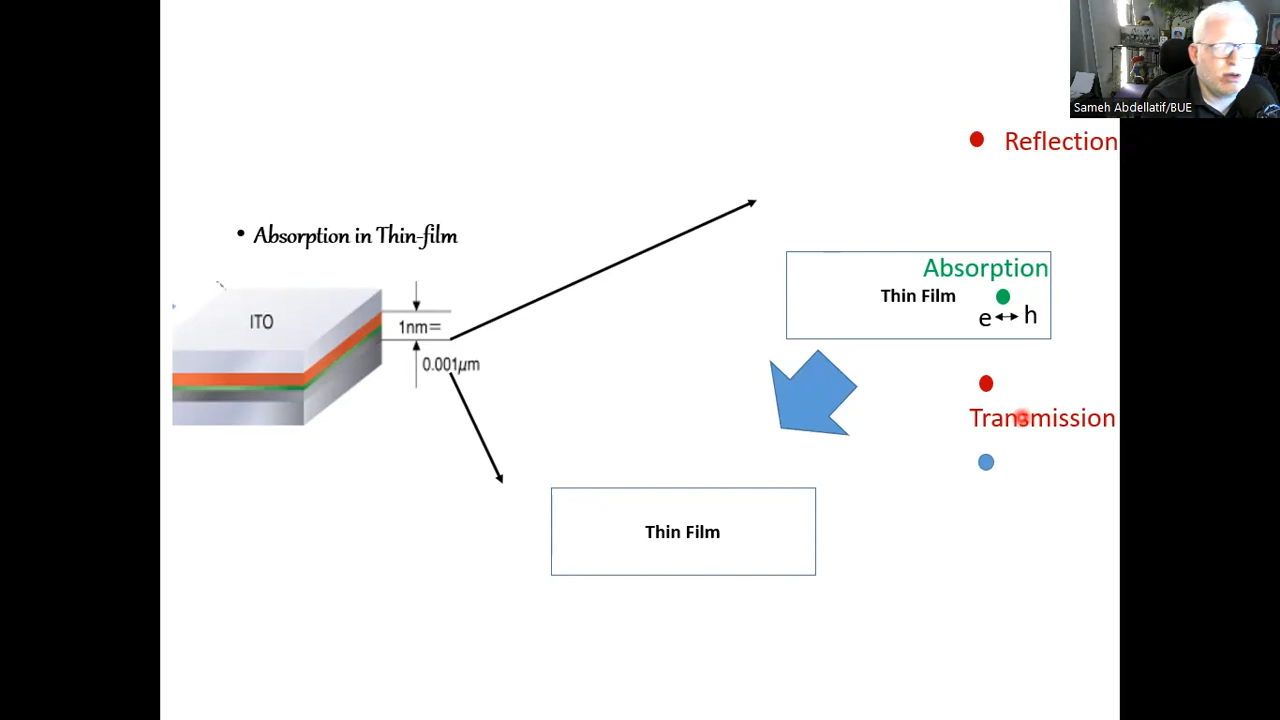 Sameh Abdellatif/BUE
Reflection
• Absorption in Thin-film
Absorption
Thin Film
e h
ITO
1nm=
0.001μm
Transmission
Thin Film